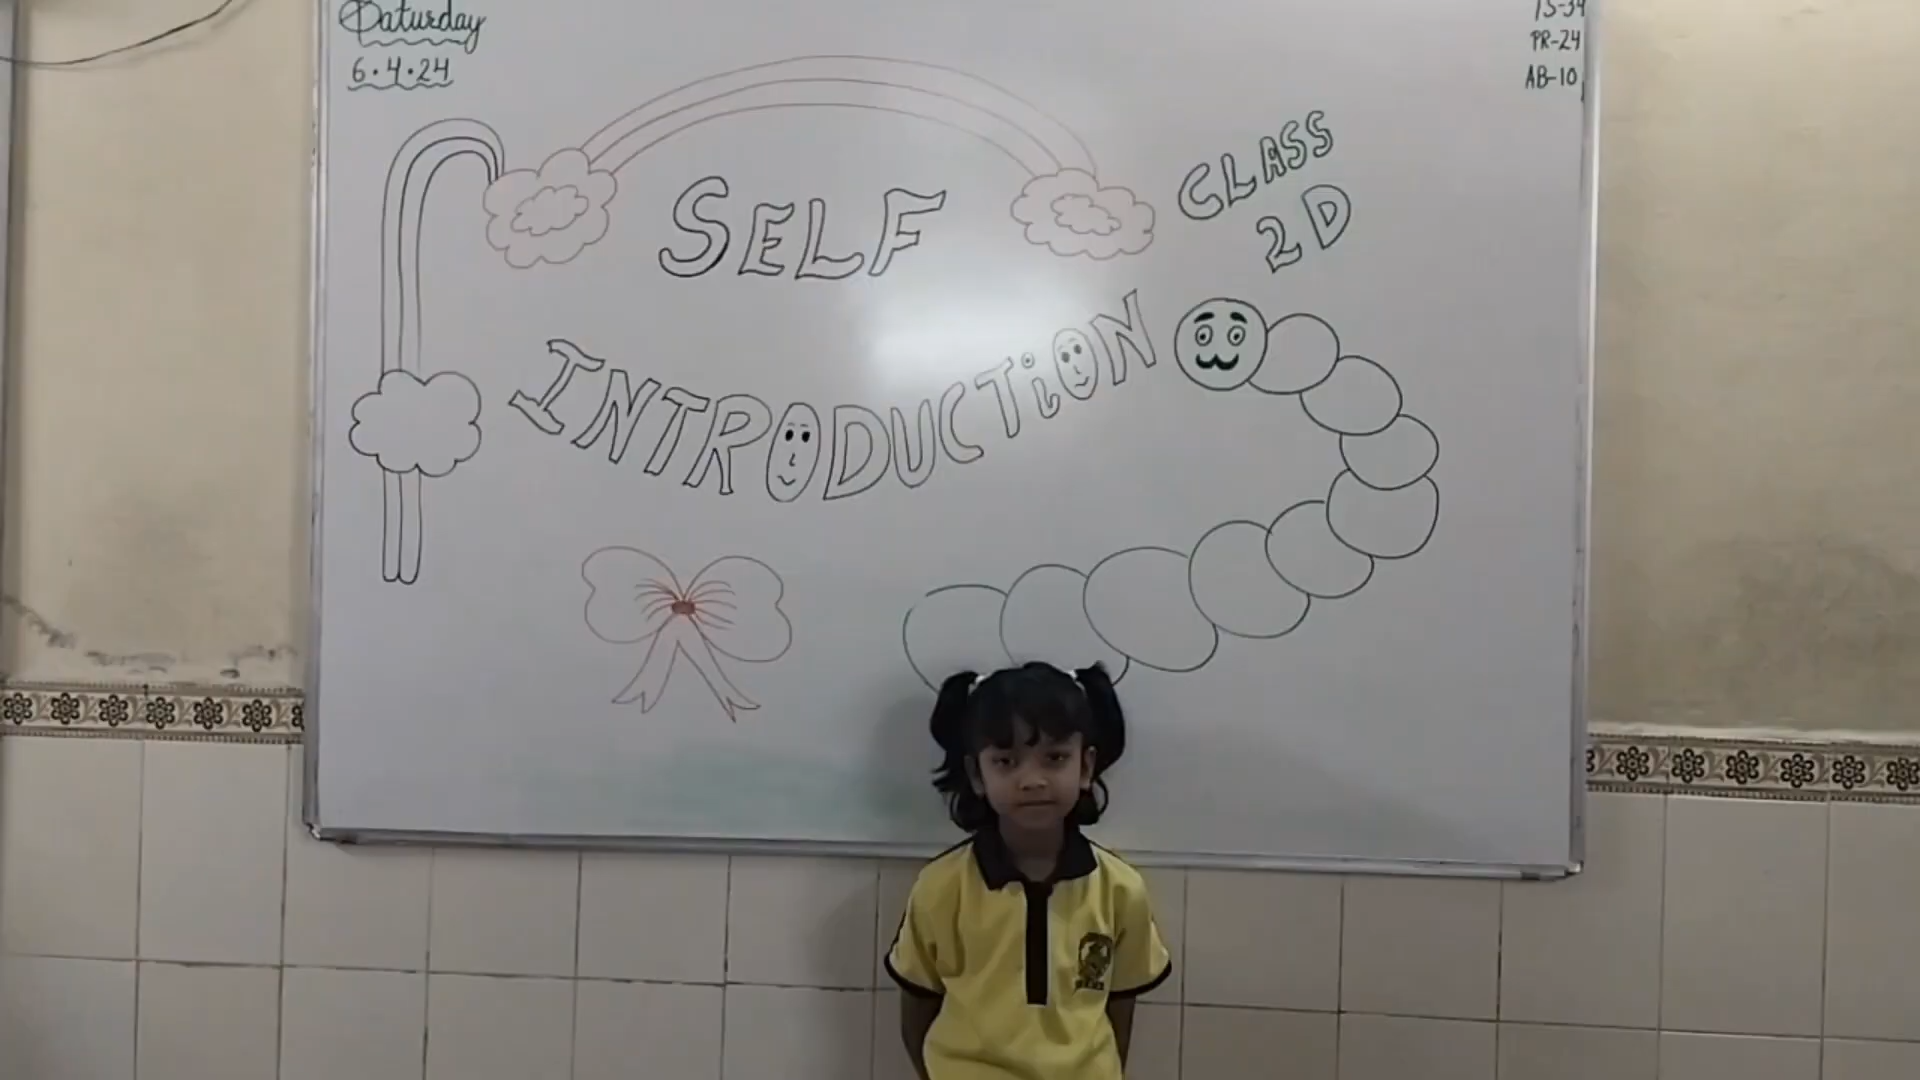 Saturday
6.4.24
TS-34
PR-24
AB-10
CLASS
2D
SELF
INTRODUCTiON